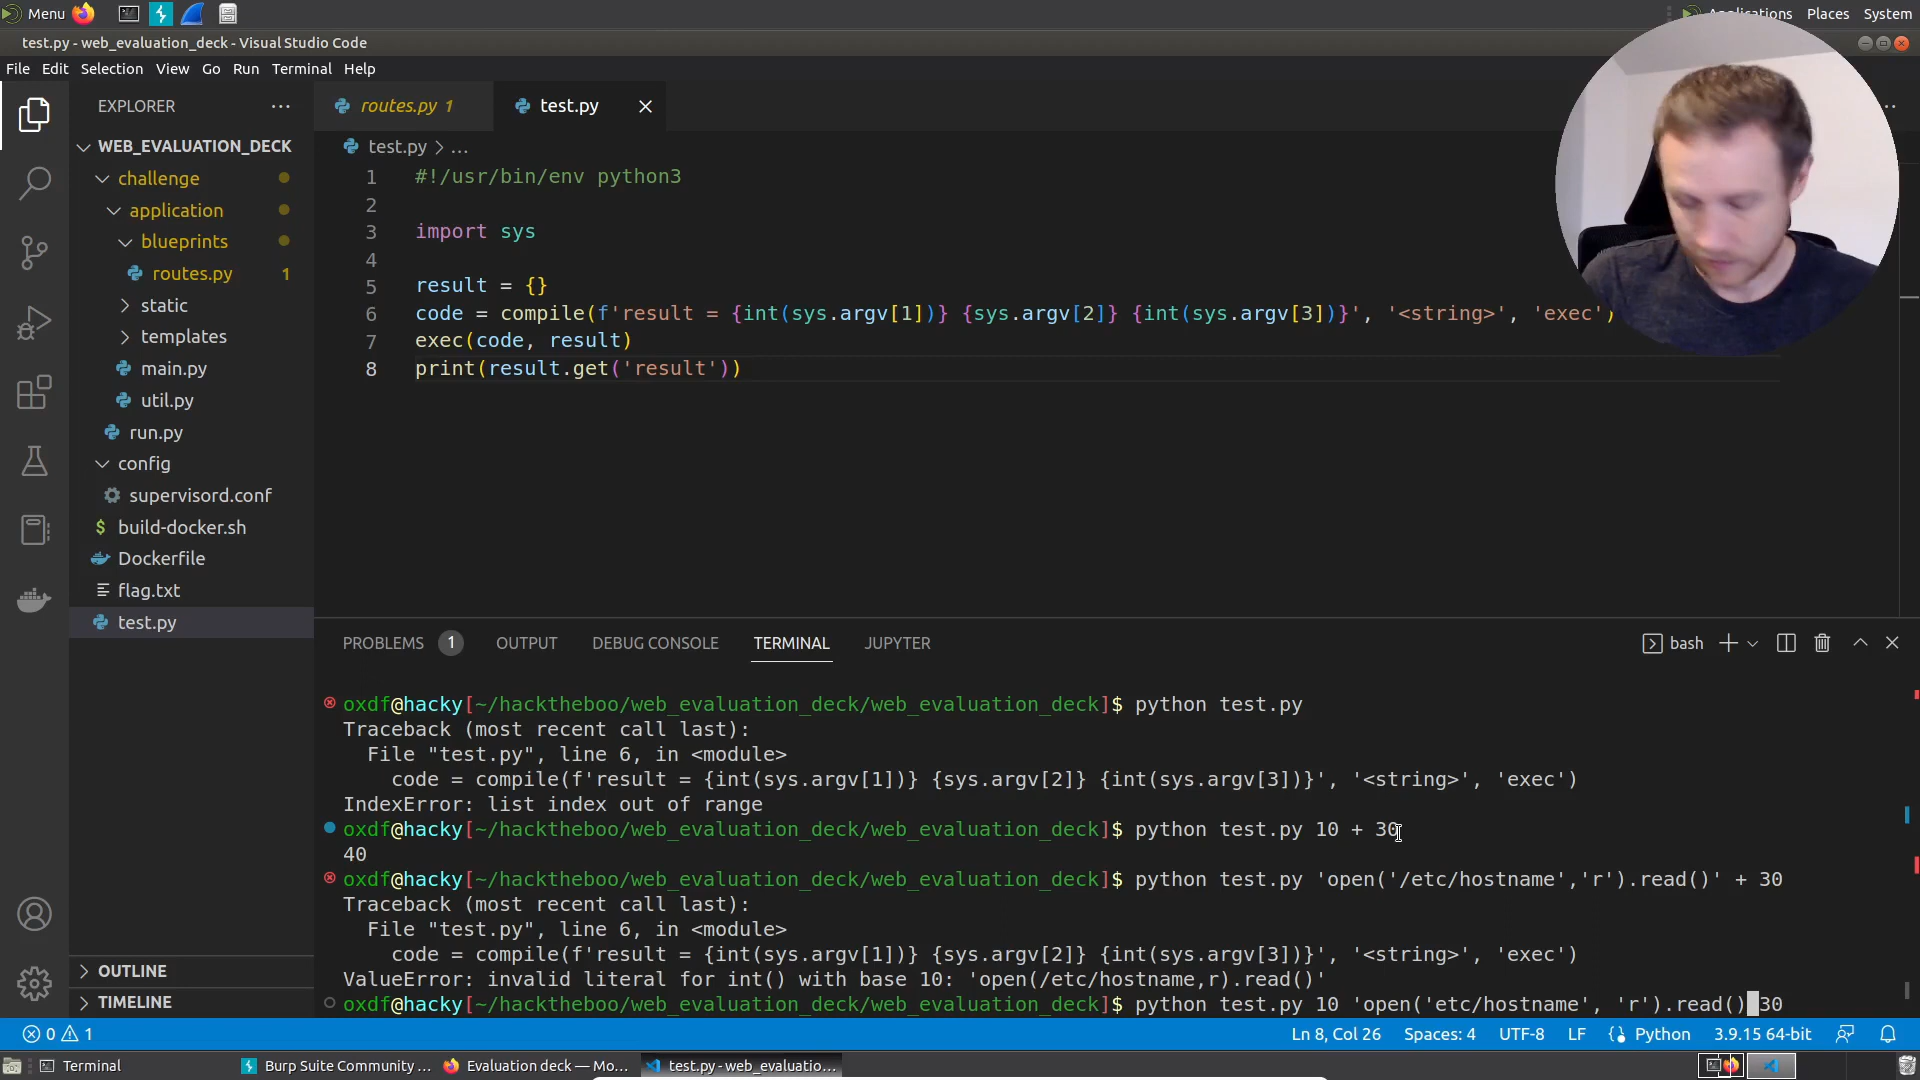 Menu
Applications Places System
test.py - web_evaluation_deck - Visual Studio Code
File Edit Selection View Go Run Terminal Help
EXPLORER
routes.py 1
test.py
WEB_EVALUATION_DECK
challenge
application
blueprints
routes.py 1
static
templates
main.py
util.py
run.py
config
supervisord.conf
build-docker.sh
Dockerfile
flag.txt
test.py
OUTLINE
TIMELINE
test.py > ...
1 #!/usr/bin/env python3
2
3 import sys
4
5 result = {}
6 code = compile(f'result = {int(sys.argv[1])} {sys.argv[2]} {int(sys.argv[3])}', '<string>', 'exec')
7 exec(code, result)
8 print(result.get('result'))
PROBLEMS 1 OUTPUT DEBUG CONSOLE TERMINAL JUPYTER
bash
oxdf@hacky[~/hacktheboo/web_evaluation_deck/web_evaluation_deck]$ python test.py
Traceback (most recent call last):
File "test.py", line 6, in <module>
code = compile(f'result = {int(sys.argv[1])} {sys.argv[2]} {int(sys.argv[3])}', '<string>', 'exec')
IndexError: list index out of range
oxdf@hacky[~/hacktheboo/web_evaluation_deck/web_evaluation_deck]$ python test.py 10 + 30
40
oxdf@hacky[~/hacktheboo/web_evaluation_deck/web_evaluation_deck]$ python test.py 'open('/etc/hostname','r').read()' + 30
Traceback (most recent call last):
File "test.py", line 6, in <module>
code = compile(f'result = {int(sys.argv[1])} {sys.argv[2]} {int(sys.argv[3])}', '<string>', 'exec')
ValueError: invalid literal for int() with base 10: 'open(/etc/hostname,r).read()'
oxdf@hacky[~/hacktheboo/web_evaluation_deck/web_evaluation_deck]$ python test.py 10 'open('etc/hostname', 'r').read() 30
0 1
Ln 8, Col 26 Spaces: 4 UTF-8 LF Python 3.9.15 64-bit
Terminal
Burp Suite Community ...
Evaluation deck — Mo...
test.py - web_evaluatio...